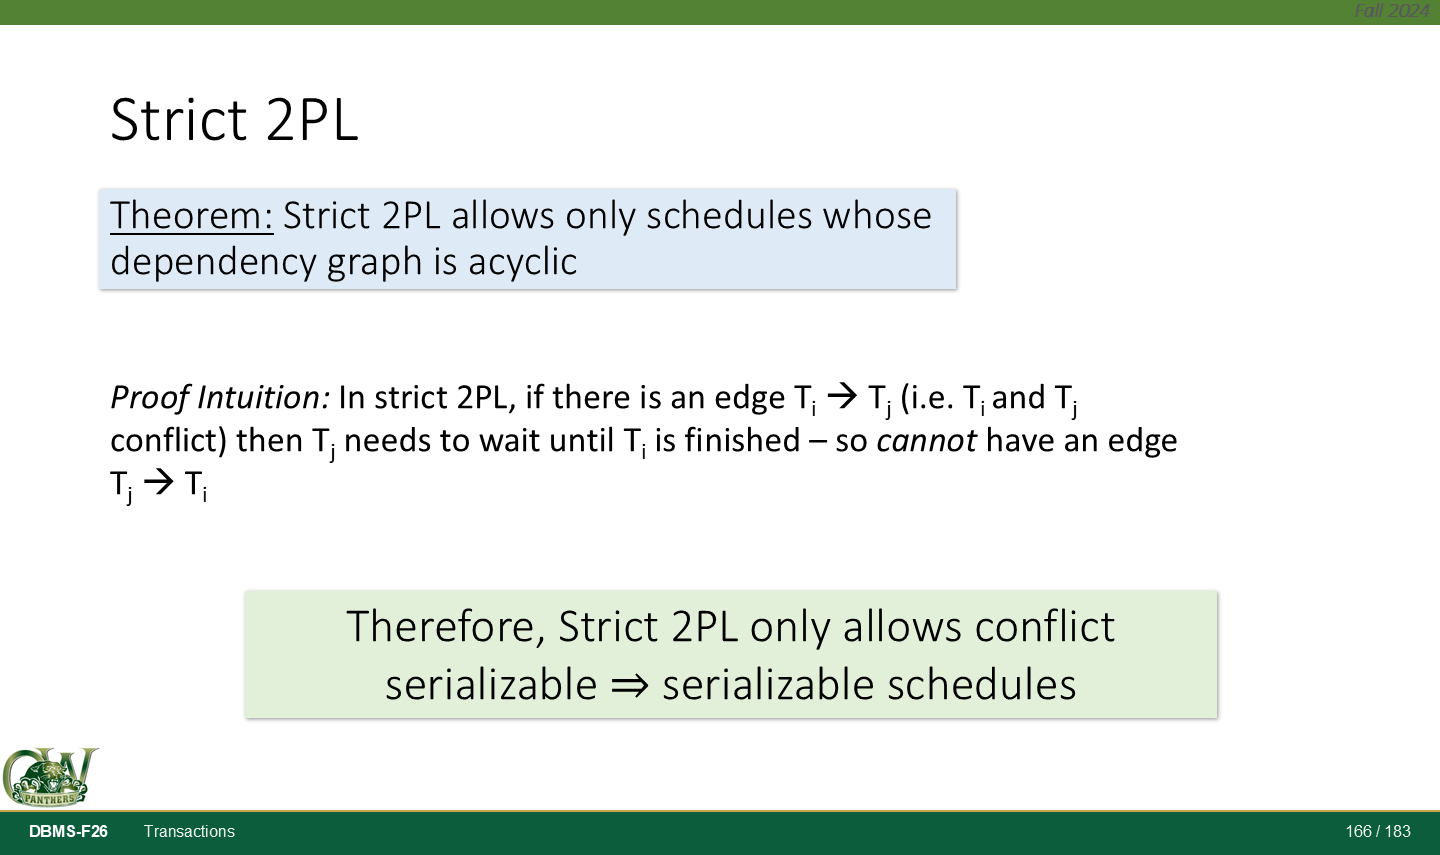 Fall 2024
Strict 2PL
Theorem: Strict 2PL allows only schedules whose
dependency graph is acyclic
Proof Intuition: In strict 2PL, if there is an edge Ti → Tj (i.e. Ti and Tj
conflict) then Tj needs to wait until Ti is finished – so cannot have an edge
Tj → Ti
Therefore, Strict 2PL only allows conflict
serializable ⇒ serializable schedules
OW
PANTHERS
DBMS-F26 Transactions 166 / 183